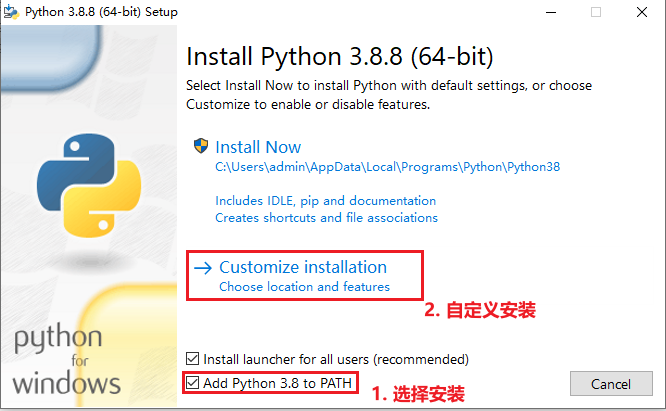 Python 3.8.8 (64-bit) Setup
Install Python 3.8.8 (64-bit)
Select Install Now to install Python with default settings, or choose
Customize to enable or disable features.
Install Now
C:\Users\admin\AppData\Local\Programs\Python\Python38
Includes IDLE, pip and documentation
Creates shortcuts and file associations
Customize installation
Choose location and features
2. 自定义安装
python
for
windows
Install launcher for all users (recommended)
Add Python 3.8 to PATH
1. 选择安装
Cancel